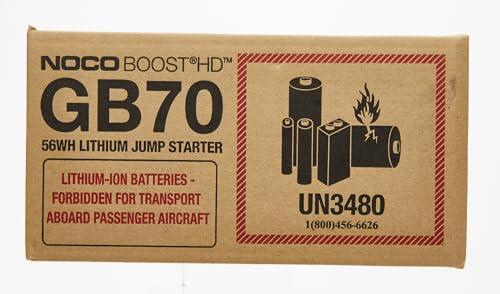 NOCO BOOST®HD™
GB70
56WH LITHIUM JUMP STARTER
LITHIUM-ION BATTERIES -
FORBIDDEN FOR TRANSPORT
ABOARD PASSENGER AIRCRAFT
UN3480
1(800)456-6626